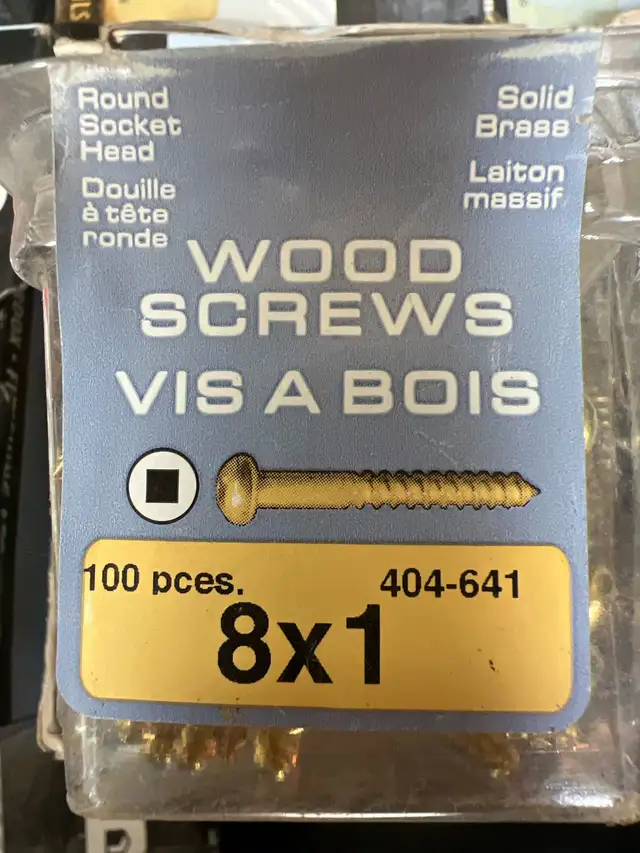 Round
Socket
Head
Douille
à tête
ronde
Solid
Brass
Laiton
massif
WOOD
SCREWS
VIS A BOIS
100 pces.
404-641
8x1